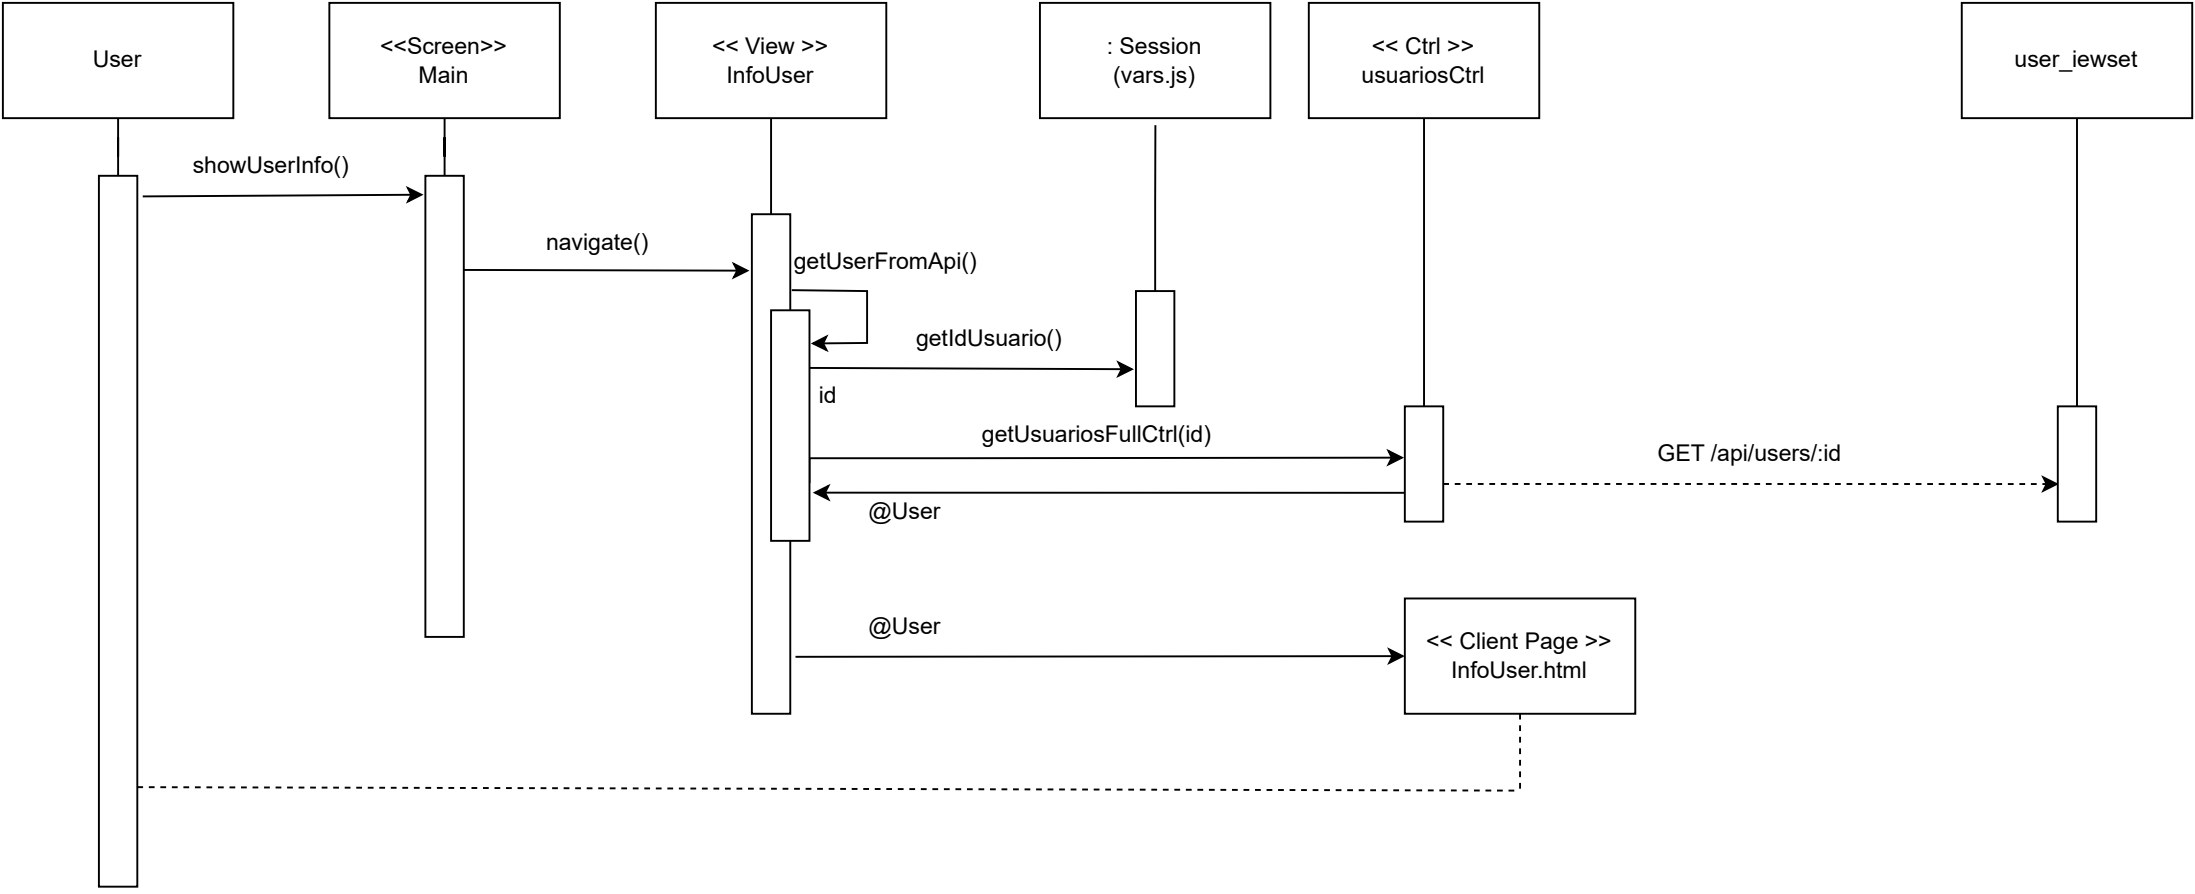 User
<<Screen>>
Main
<< View >>
InfoUser
: Session
(vars.js)
<< Ctrl >>
usuariosCtrl
user_iewset
showUserInfo()
navigate()
getUserFromApi()
getIdUsuario()
id
getUsuariosFullCtrl(id)
GET /api/users/:id
@User
@User
<< Client Page >>
InfoUser.html